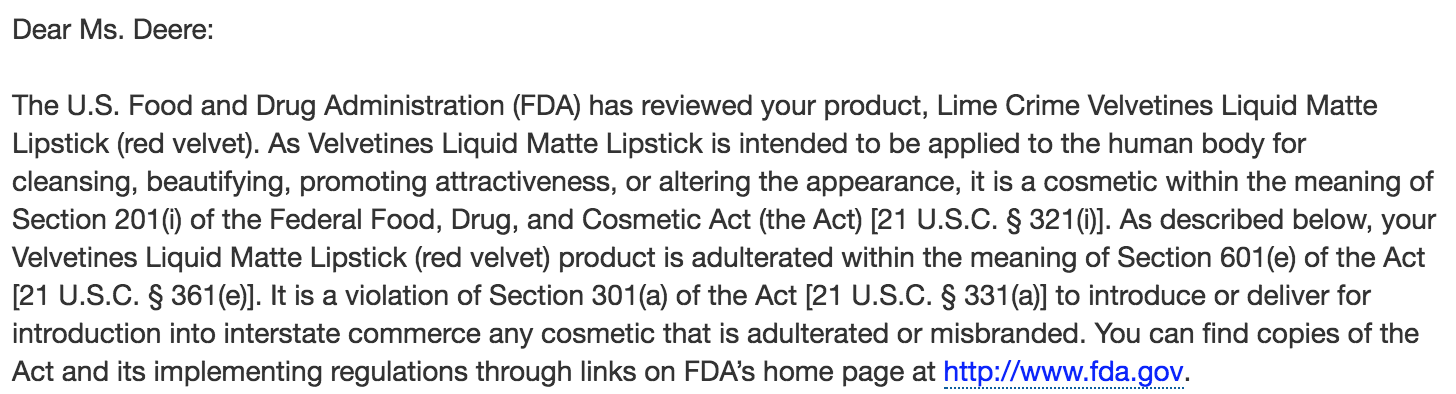 Dear Ms. Deere:
The U.S. Food and Drug Administration (FDA) has reviewed your product, Lime Crime Velvetines Liquid Matte
Lipstick (red velvet). As Velvetines Liquid Matte Lipstick is intended to be applied to the human body for
cleansing, beautifying, promoting attractiveness, or altering the appearance, it is a cosmetic within the meaning of
Section 201(i) of the Federal Food, Drug, and Cosmetic Act (the Act) [21 U.S.C. § 321(i)]. As described below, your
Velvetines Liquid Matte Lipstick (red velvet) product is adulterated within the meaning of Section 601(e) of the Act
[21 U.S.C. § 361(e)]. It is a violation of Section 301(a) of the Act [21 U.S.C. § 331(a)] to introduce or deliver for
introduction into interstate commerce any cosmetic that is adulterated or misbranded. You can find copies of the
Act and its implementing regulations through links on FDA’s home page at http://www.fda.gov.